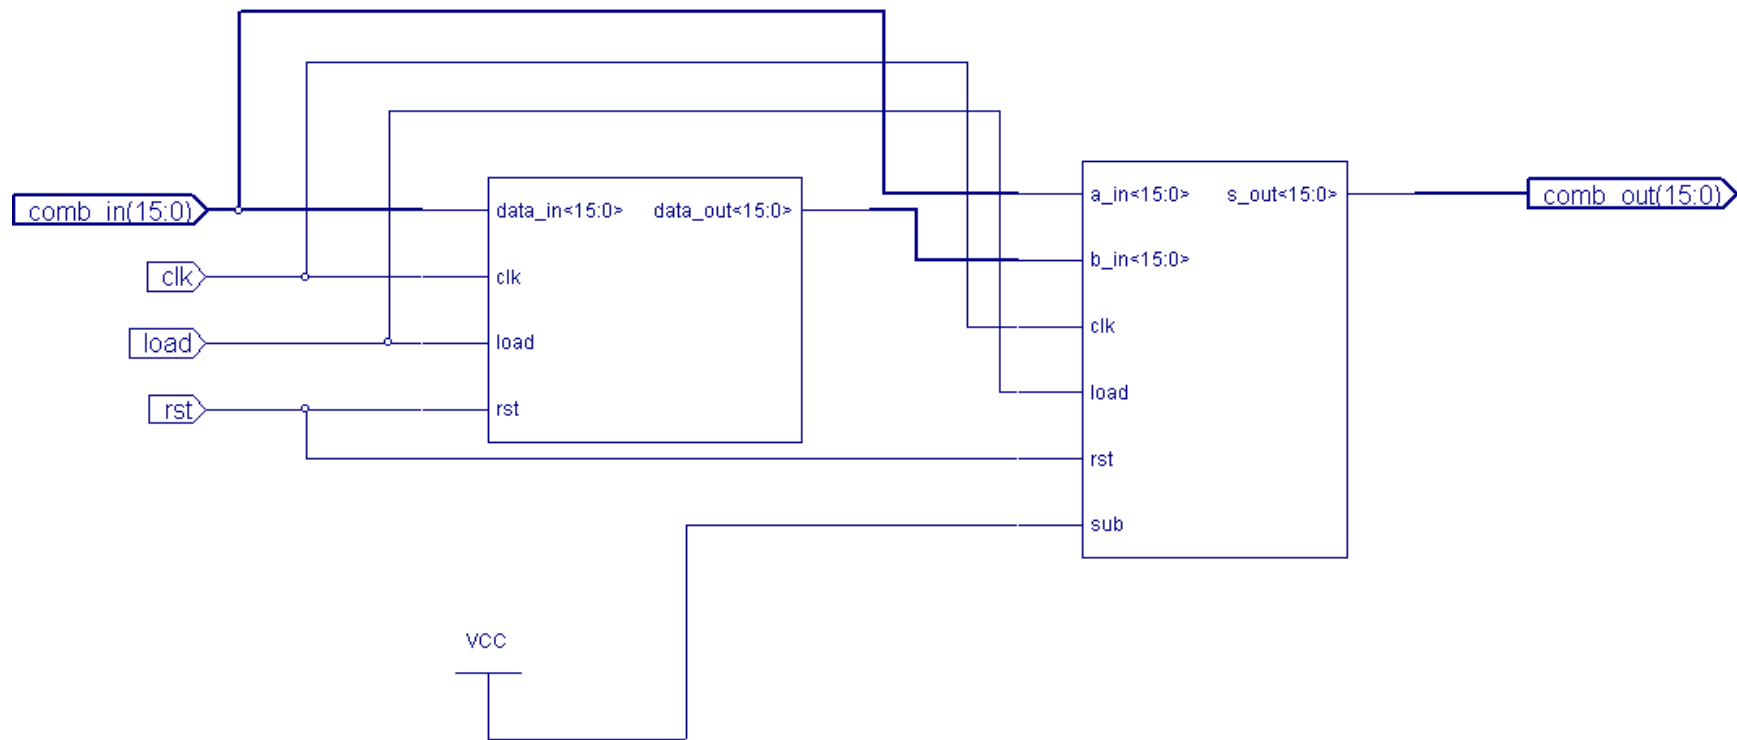 comb_in(15:0)
clk
load
rst
data_in<15:0> data_out<15:0>
clk
load
rst
a_in<15:0> s_out<15:0>
b_in<15:0>
clk
load
rst
sub
comb_out(15:0)
VCC